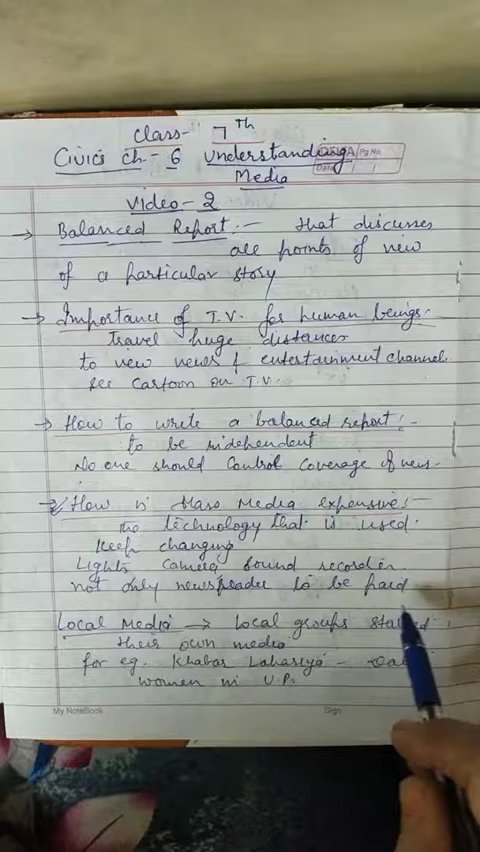 Class- 7th
Civics Ch- 6 Understanding
Media
Pg No.
Date
Video - 2
→ Balanced Report :- that discusses
all points of view
of a particular story
→ Importance of T.V. for human beings:-
travel huge distances
to view news & entertainment channel
see Cartoon on T.V.
→ How to write a balanced report:-
to be independent
No one should control coverage of news.
How is Mass Media expensive:-
the technology that is used.
Keep changing
Lights Camera sound recorder.
not only newsreader to be paid
Local Media → Local groups started
their own media
for eg. Khabar Lahariya -
women in U.P.
My NoteBook
Sign